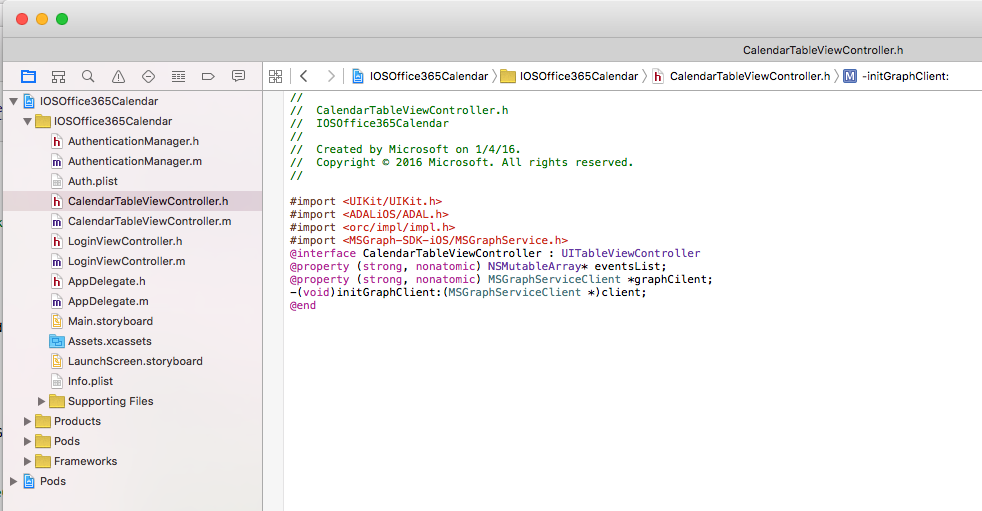 CalendarTableViewController.h
IOSOffice365Calendar
IOSOffice365Calendar
h CalendarTableViewController.h
M -initGraphClient:
IOSOffice365Calendar
IOSOffice365Calendar
h AuthenticationManager.h
m AuthenticationManager.m
Auth.plist
h CalendarTableViewController.h
m CalendarTableViewController.m
h LoginViewController.h
m LoginViewController.m
h AppDelegate.h
m AppDelegate.m
Main.storyboard
Assets.xcassets
LaunchScreen.storyboard
Info.plist
Supporting Files
Products
Pods
Frameworks
Pods
//
//  CalendarTableViewController.h
//  IOSOffice365Calendar
//
//  Created by Microsoft on 1/4/16.
//  Copyright © 2016 Microsoft. All rights reserved.
//
#import <UIKit/UIKit.h>
#import <ADALiOS/ADAL.h>
#import <orc/impl/impl.h>
#import <MSGraph-SDK-iOS/MSGraphService.h>
@interface CalendarTableViewController : UITableViewController
@property (strong, nonatomic) NSMutableArray* eventsList;
@property (strong, nonatomic) MSGraphServiceClient *graphCilent;
-(void)initGraphClient:(MSGraphServiceClient *)client;
@end